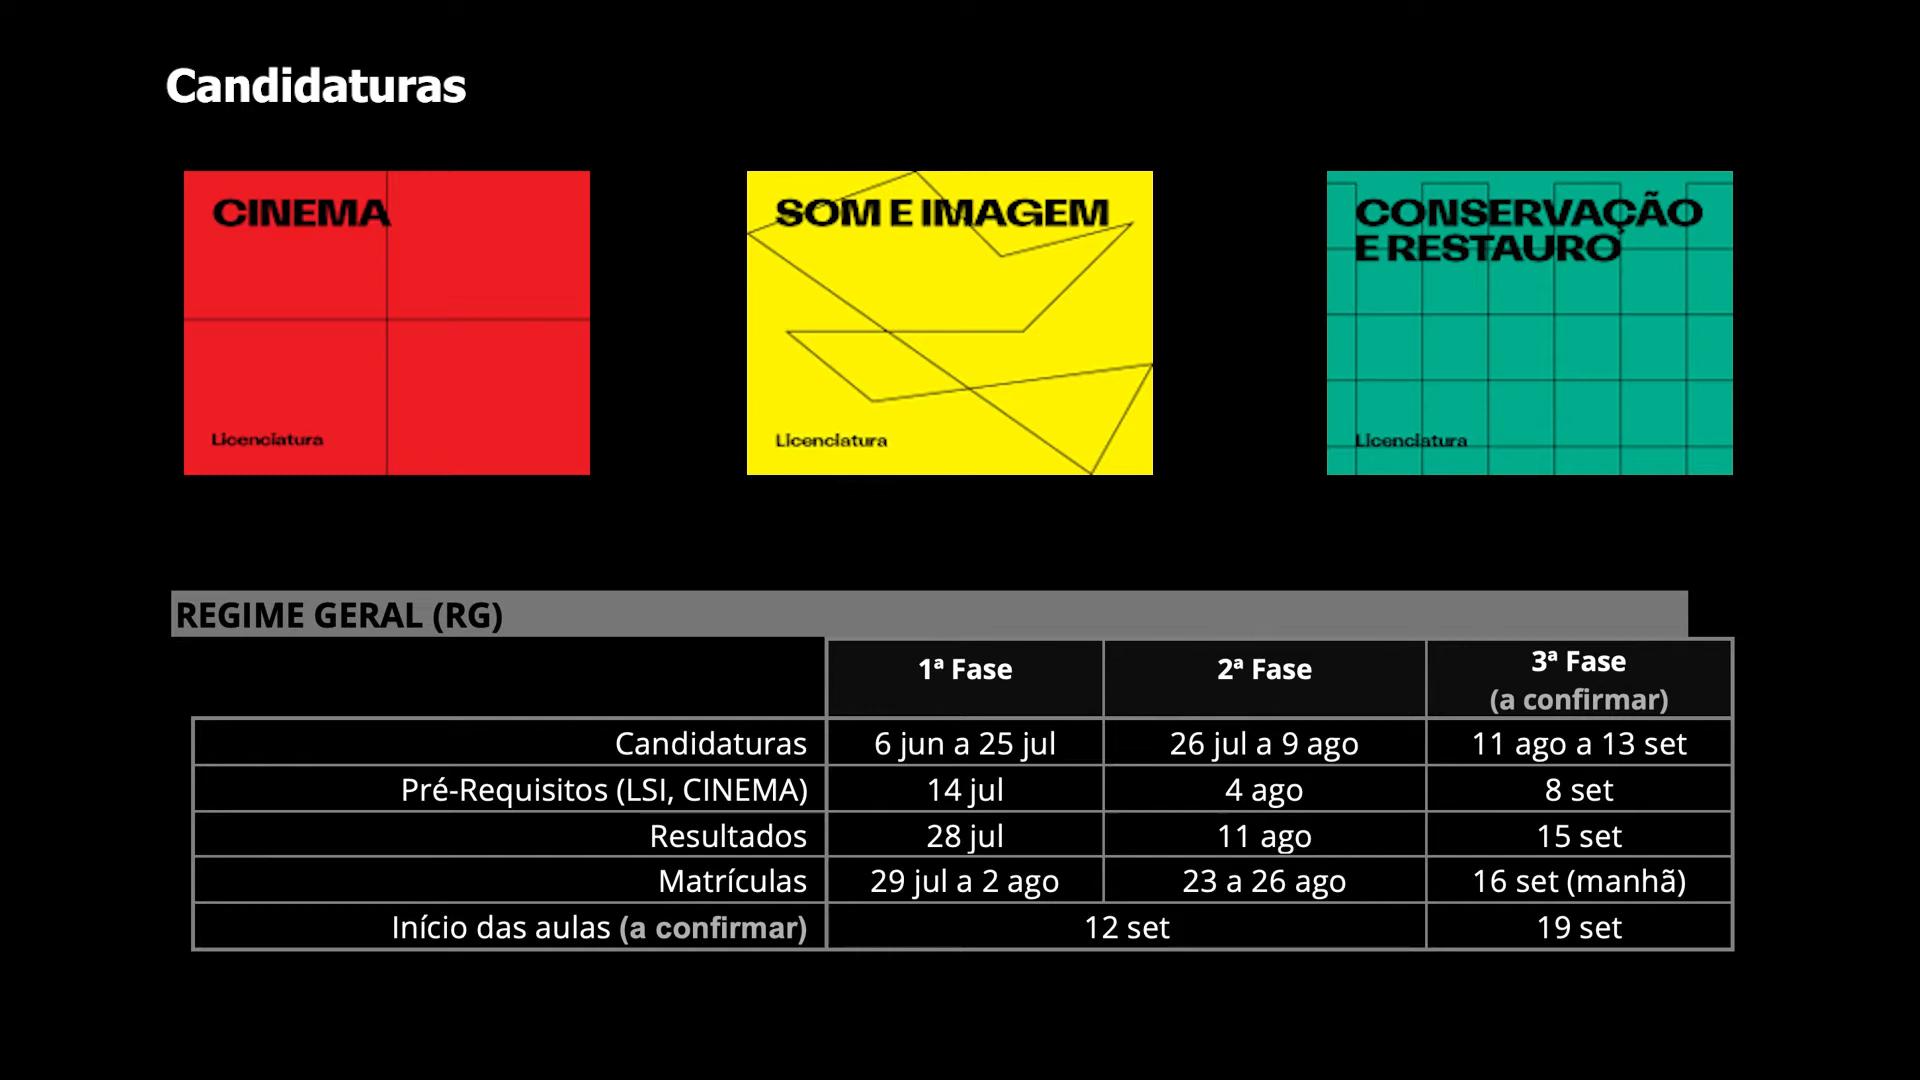 Candidaturas
CINEMA
Licenciatura
SOM E IMAGEM
Licenciatura
CONSERVAÇÃO
E RESTAURO
Licenciatura
REGIME GERAL (RG)
1ª Fase 2ª Fase 3ª Fase
(a confirmar)
Candidaturas 6 jun a 25 jul 26 jul a 9 ago 11 ago a 13 set
Pré-Requisitos (LSI, CINEMA) 14 jul 4 ago 8 set
Resultados 28 jul 11 ago 15 set
Matrículas 29 jul a 2 ago 23 a 26 ago 16 set (manhã)
Início das aulas (a confirmar) 12 set 19 set